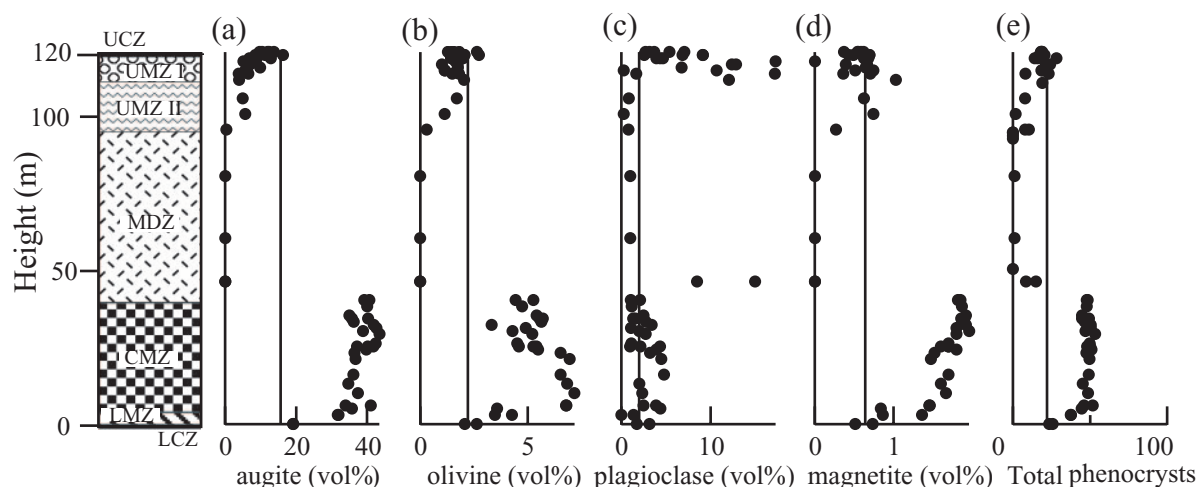 UCZ (a) (b) (c) (d) (e)
120
UMZ I
UMZ II
100
Height (m)
MDZ
50
CMZ
LMZ
0
LCZ
0 20 40
0 5
0 10
0 1
0 100
augite (vol%) olivine (vol%) plagioclase (vol%) magnetite (vol%) Total phenocrysts